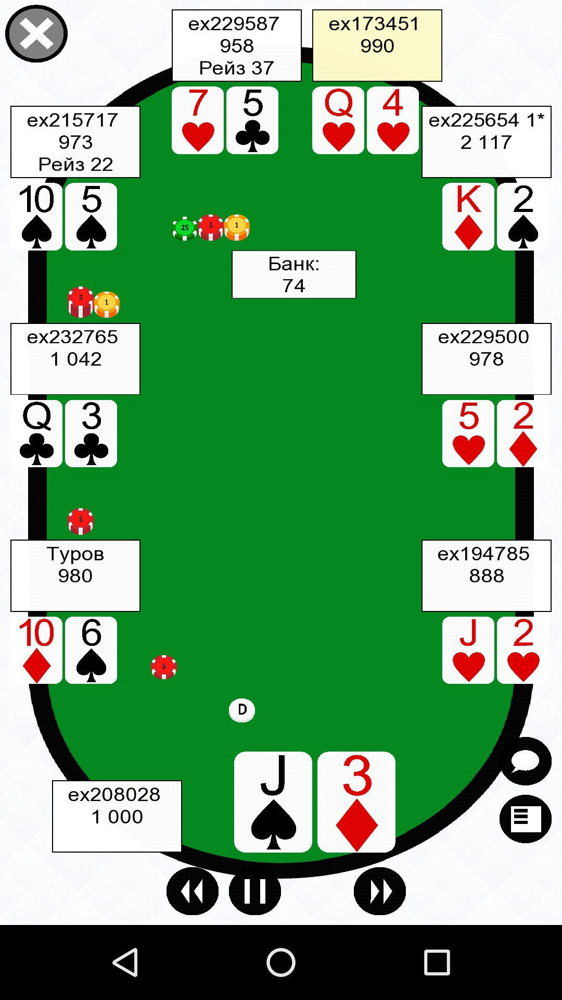 ex229587
958
Рейз 37
ex173451
990
7
5
Q
4
ex215717
973
Рейз 22
ex225654 1*
2 117
10
5
K
2
25
5
1
Банк:
74
5
1
ex232765
1 042
ex229500
978
Q
3
5
2
5
Туров
980
ex194785
888
10
6
J
2
5
D
J
3
ex208028
1 000